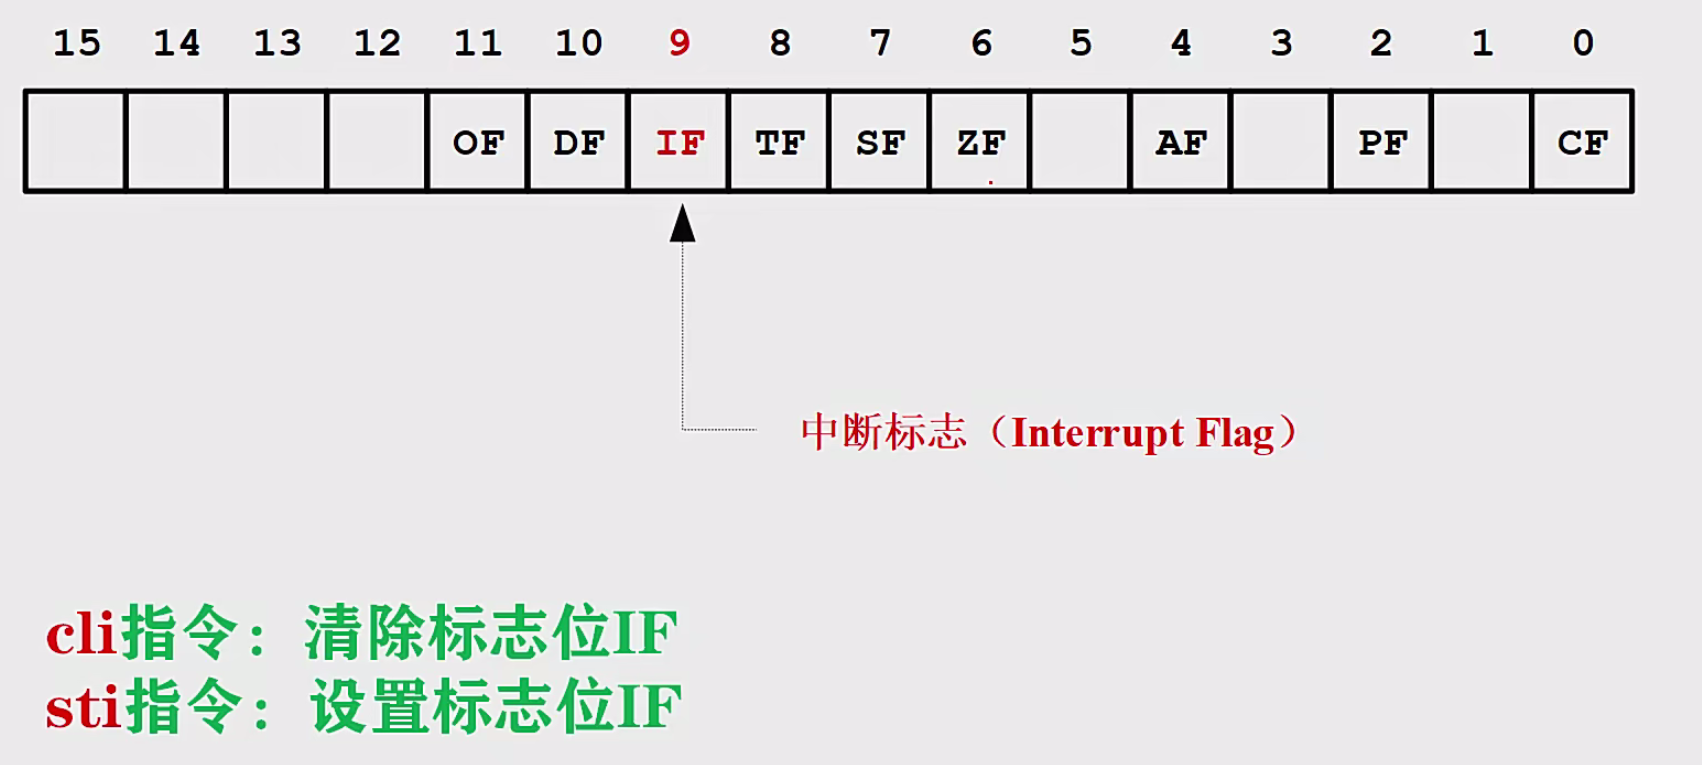 15 14 13 12 11 10 9 8 7 6 5 4 3 2 1 0
OF DF IF TF SF ZF AF PF CF
中断标志（Interrupt Flag）
cli指令：清除标志位IF
sti指令：设置标志位IF